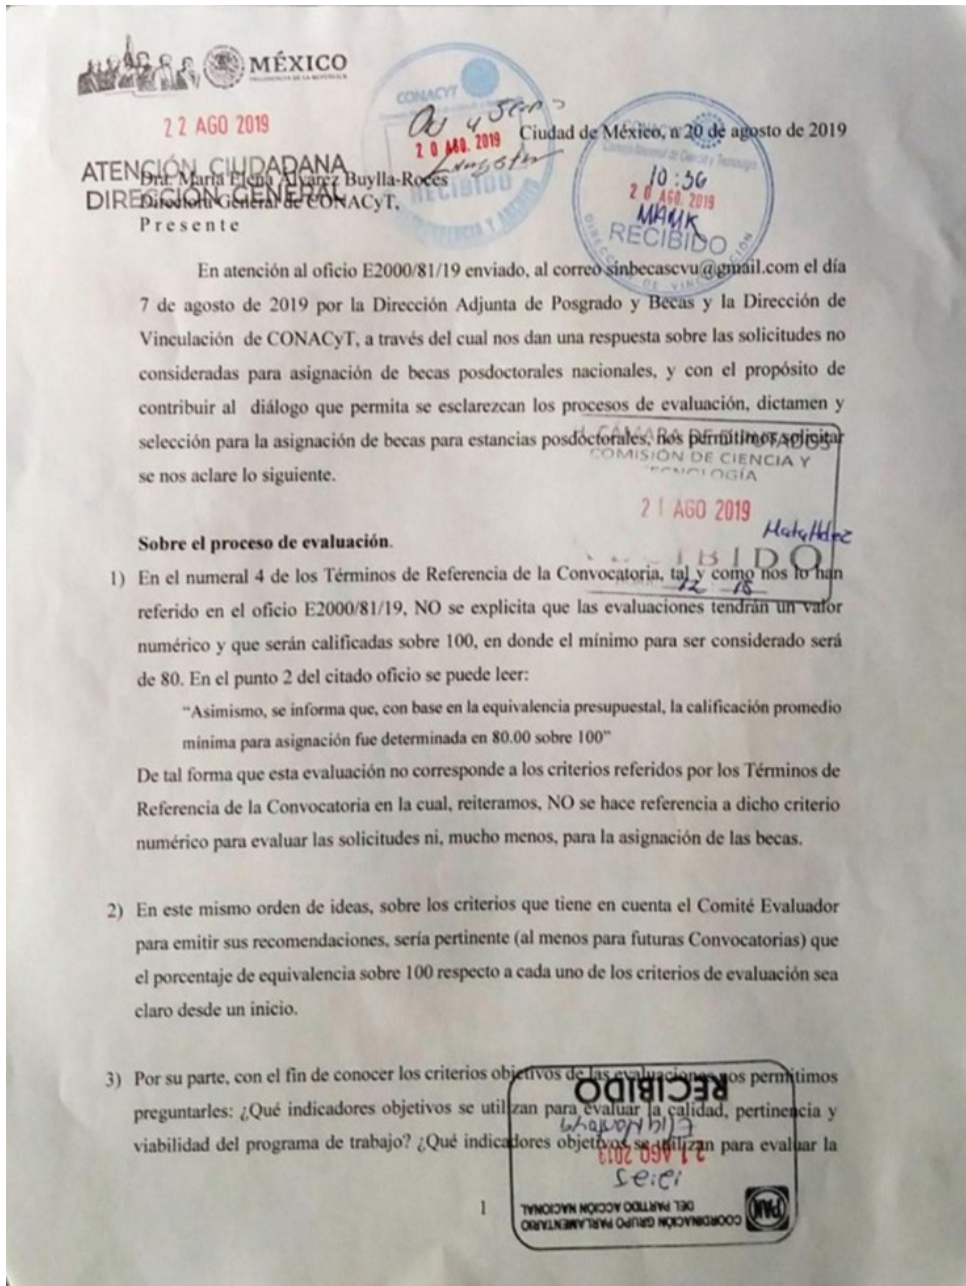 MÉXICO
22 AGO 2019
ATENCIÓN CIUDADANA
DIRECCIÓN GENERAL
CONACYT
20 AGO. 2019
RECIBIDO
Ciudad de México, a 20 de agosto de 2019
10:56
20 AGO. 2019
RECIBIDO
Dra. María Elena Álvarez Buylla-Roces
Directora General de CONACyT,
Presente
En atención al oficio E2000/81/19 enviado, al correo sinbecascvu@gmail.com el día
7 de agosto de 2019 por la Dirección Adjunta de Posgrado y Becas y la Dirección de
Vinculación de CONACyT, a través del cual nos dan una respuesta sobre las solicitudes no
consideradas para asignación de becas posdoctorales nacionales, y con el propósito de
contribuir al diálogo que permita se esclarezcan los procesos de evaluación, dictamen y
selección para la asignación de becas para estancias posdoctorales, nos permitimos solicitar
se nos aclare lo siguiente.
CÁMARA DE DIPUTADOS
COMISIÓN DE CIENCIA Y
21 AGO 2019
Sobre el proceso de evaluación.
1) En el numeral 4 de los Términos de Referencia de la Convocatoria, tal y como nos lo han
referido en el oficio E2000/81/19, NO se explicita que las evaluaciones tendrán un valor
numérico y que serán calificadas sobre 100, en donde el mínimo para ser considerado será
de 80. En el punto 2 del citado oficio se puede leer:
“Asimismo, se informa que, con base en la equivalencia presupuestal, la calificación promedio
mínima para asignación fue determinada en 80.00 sobre 100”
De tal forma que esta evaluación no corresponde a los criterios referidos por los Términos de
Referencia de la Convocatoria en la cual, reiteramos, NO se hace referencia a dicho criterio
numérico para evaluar las solicitudes ni, mucho menos, para la asignación de las becas.
2) En este mismo orden de ideas, sobre los criterios que tiene en cuenta el Comité Evaluador
para emitir sus recomendaciones, sería pertinente (al menos para futuras Convocatorias) que
el porcentaje de equivalencia sobre 100 respecto a cada uno de los criterios de evaluación sea
claro desde un inicio.
3) Por su parte, con el fin de conocer los criterios objetivos de las evaluaciones nos permitimos
preguntarles: ¿Qué indicadores objetivos se utilizan para evaluar la calidad, pertinencia y
viabilidad del programa de trabajo? ¿Qué indicadores objetivos se utilizan para evaluar la
1
PAN
COORDINACIÓN GRUPO PARLAMENTARIO
DEL PARTIDO ACCIÓN NACIONAL
21 AGO 2019
RECIBIDO